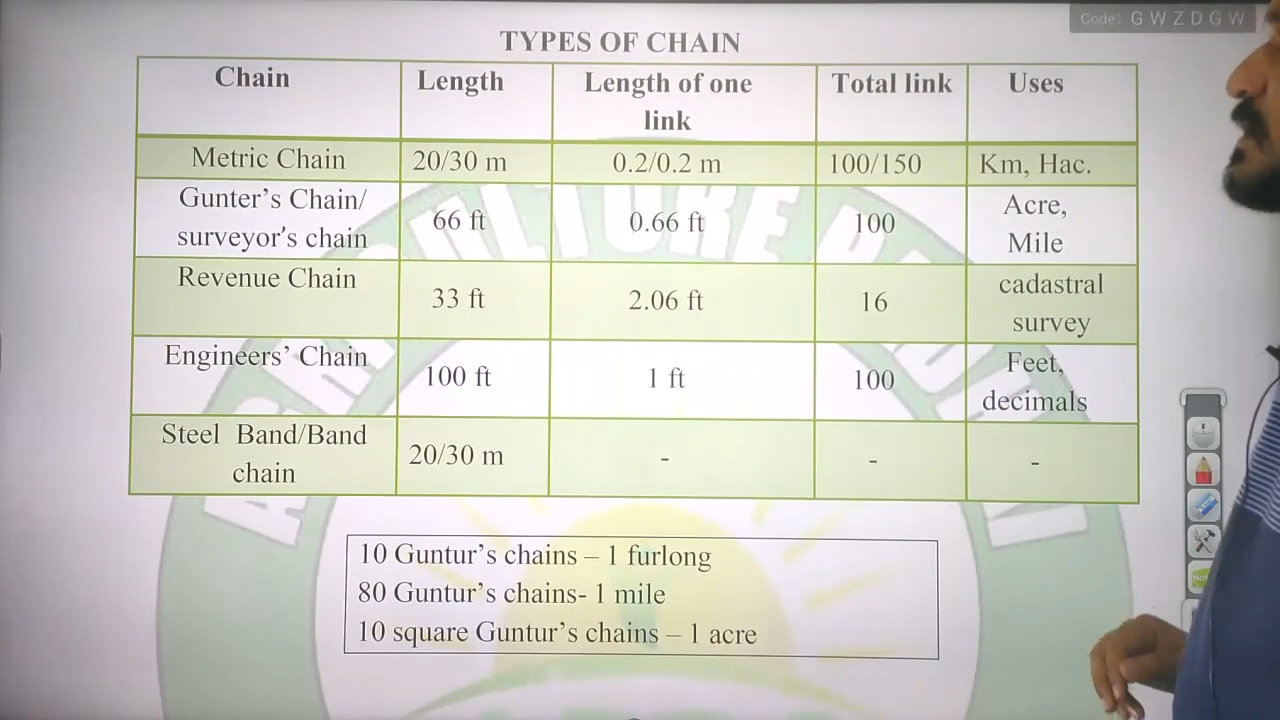 Code: G W Z D G W
TYPES OF CHAIN
Chain Length Length of one link Total link Uses
Metric Chain 20/30 m 0.2/0.2 m 100/150 Km, Hac.
Gunter's Chain/ surveyor's chain 66 ft 0.66 ft 100 Acre, Mile
Revenue Chain 33 ft 2.06 ft 16 cadastral survey
Engineers' Chain 100 ft 1 ft 100 Feet, decimals
Steel Band/Band chain 20/30 m - - -
10 Guntur's chains – 1 furlong
80 Guntur's chains- 1 mile
10 square Guntur's chains – 1 acre